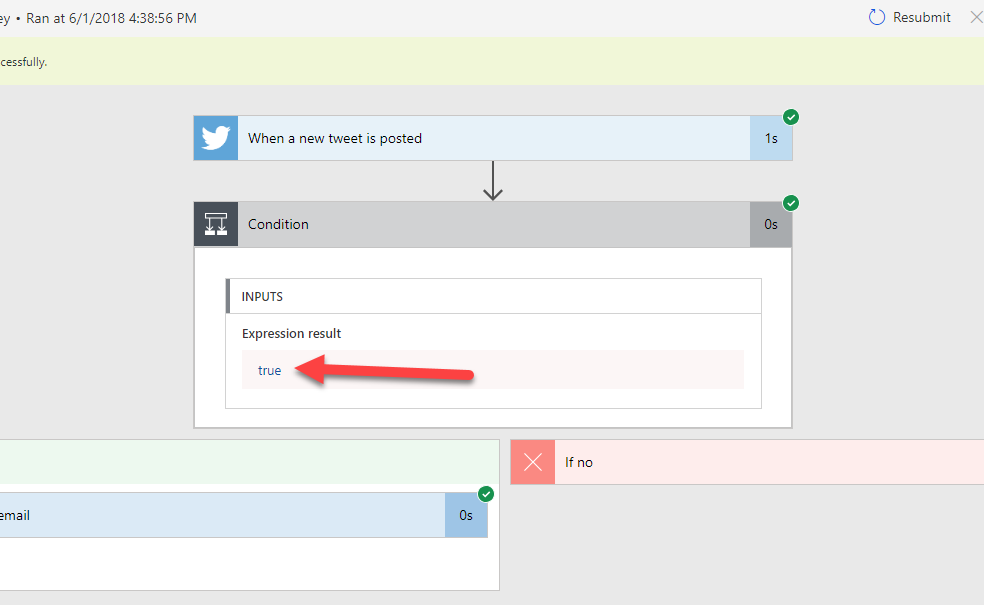 ey • Ran at 6/1/2018 4:38:56 PM
Resubmit
cessfully.
When a new tweet is posted
1s
Condition
0s
INPUTS
Expression result
true
If no
email
0s